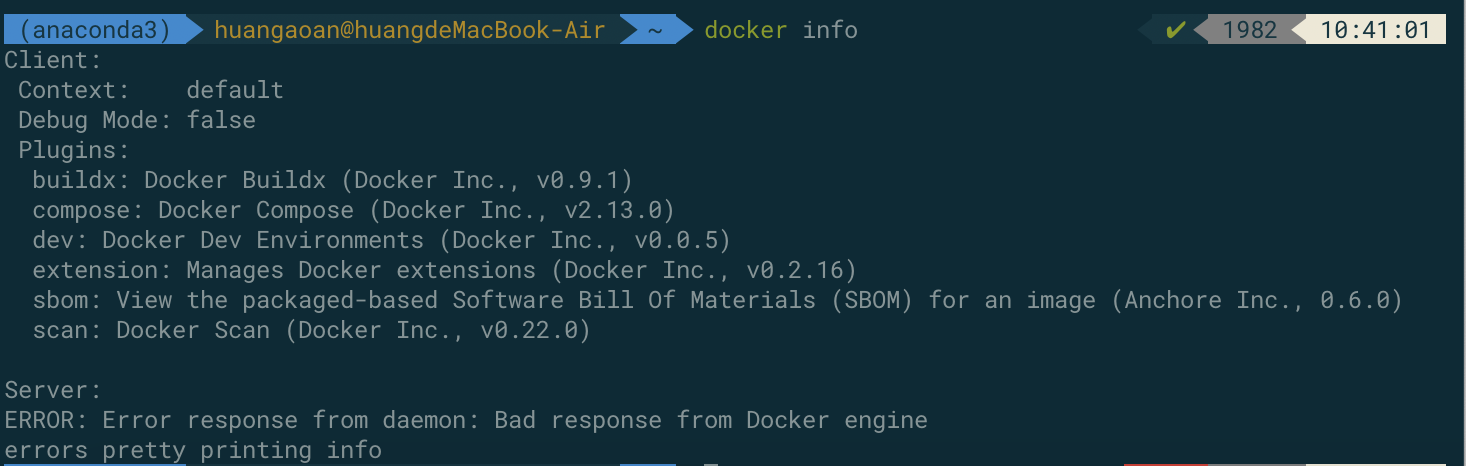 (anaconda3) huangaoan@huangdeMacBook-Air ~ docker info ✔ 1982 10:41:01
Client:
 Context:    default
 Debug Mode: false
 Plugins:
  buildx: Docker Buildx (Docker Inc., v0.9.1)
  compose: Docker Compose (Docker Inc., v2.13.0)
  dev: Docker Dev Environments (Docker Inc., v0.0.5)
  extension: Manages Docker extensions (Docker Inc., v0.2.16)
  sbom: View the packaged-based Software Bill Of Materials (SBOM) for an image (Anchore Inc., 0.6.0)
  scan: Docker Scan (Docker Inc., v0.22.0)

Server:
ERROR: Error response from daemon: Bad response from Docker engine
errors pretty printing info